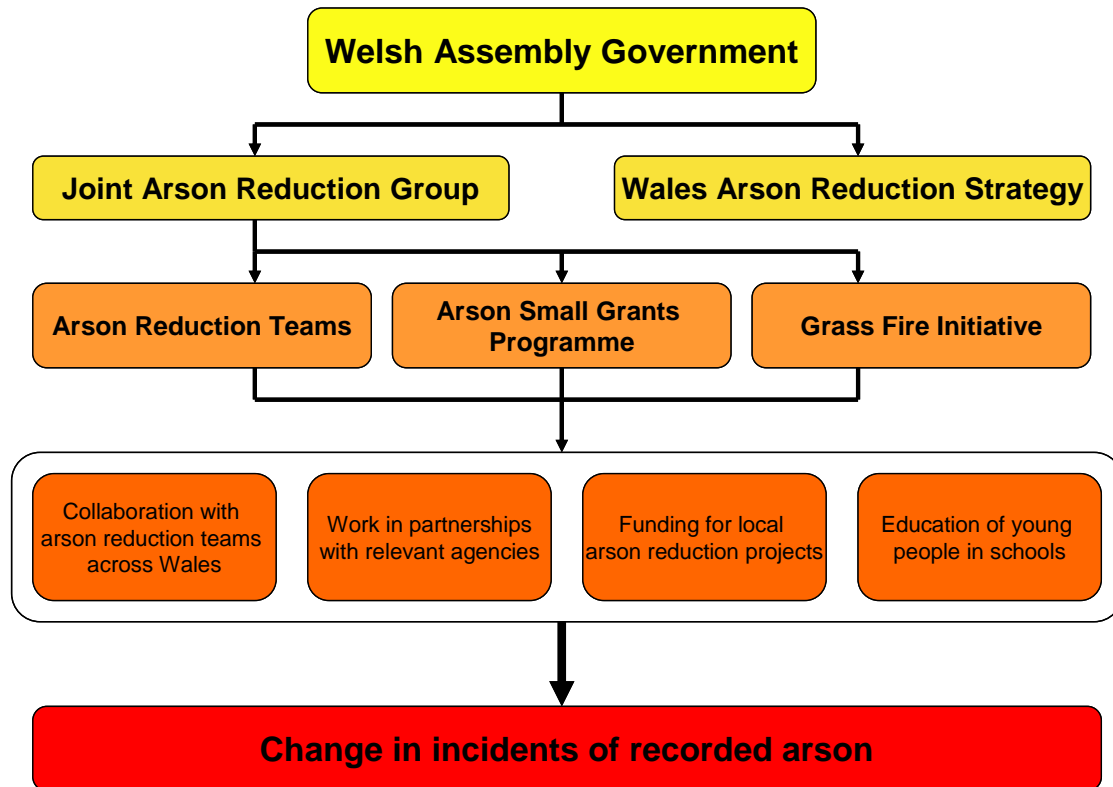 Welsh Assembly Government
Joint Arson Reduction Group
Wales Arson Reduction Strategy
Arson Reduction Teams
Arson Small Grants
Programme
Grass Fire Initiative
Collaboration with
arson reduction teams
across Wales
Work in partnerships
with relevant agencies
Funding for local
arson reduction projects
Education of young
people in schools
Change in incidents of recorded arson